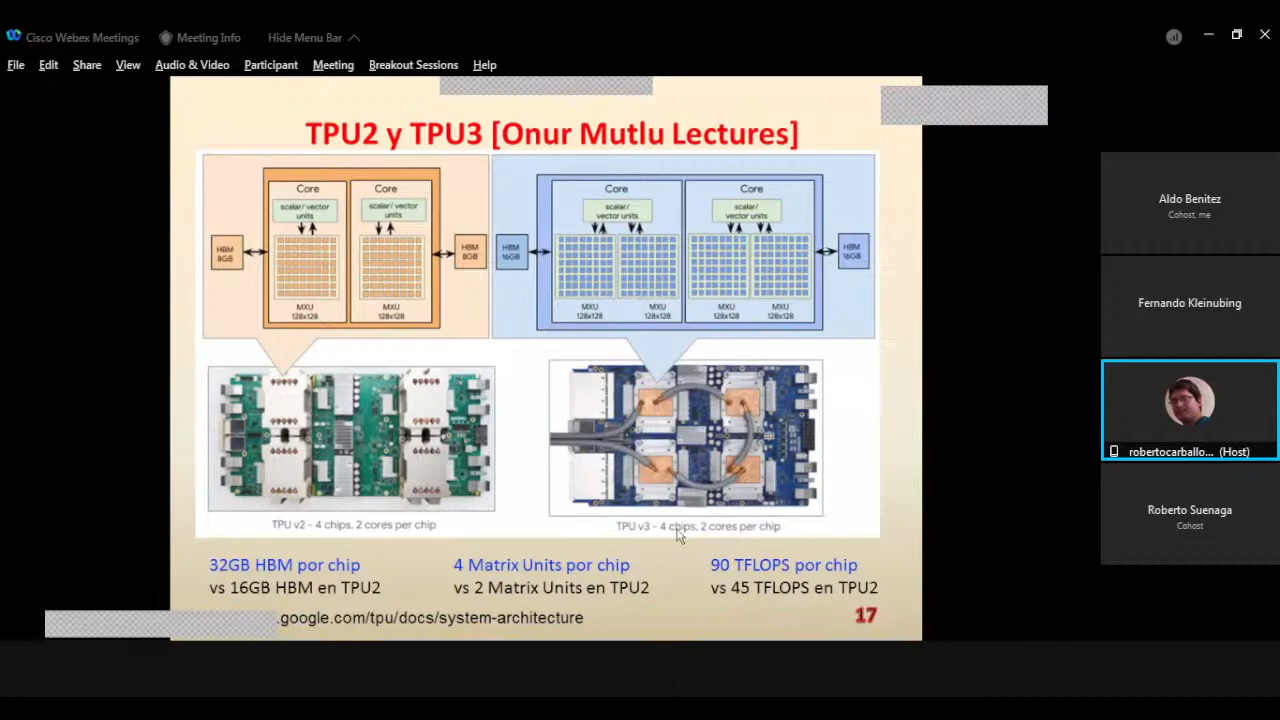 Cisco Webex Meetings
Meeting Info
Hide Menu Bar
File Edit Share View Audio & Video Participant Meeting Breakout Sessions Help
TPU2 y TPU3 [Onur Mutlu Lectures]
Core
scalar/ vector
units
HBM
8GB
MXU
128x128
Core
scalar/ vector
units
HBM
8GB
MXU
128x128
HBM
16GB
Core
scalar/
vector units
MXU
128x128
MXU
128x128
Core
scalar/
vector units
MXU
128x128
MXU
128x128
HBM
16GB
TPU v2 - 4 chips, 2 cores per chip
TPU v3 - 4 chips, 2 cores per chip
32GB HBM por chip
vs 16GB HBM en TPU2
4 Matrix Units por chip
vs 2 Matrix Units en TPU2
90 TFLOPS por chip
vs 45 TFLOPS en TPU2
.google.com/tpu/docs/system-architecture
17
Aldo Benitez
Cohost, me
Fernando Kleinubing
robertocarballo... (Host)
Roberto Suenaga
Cohost